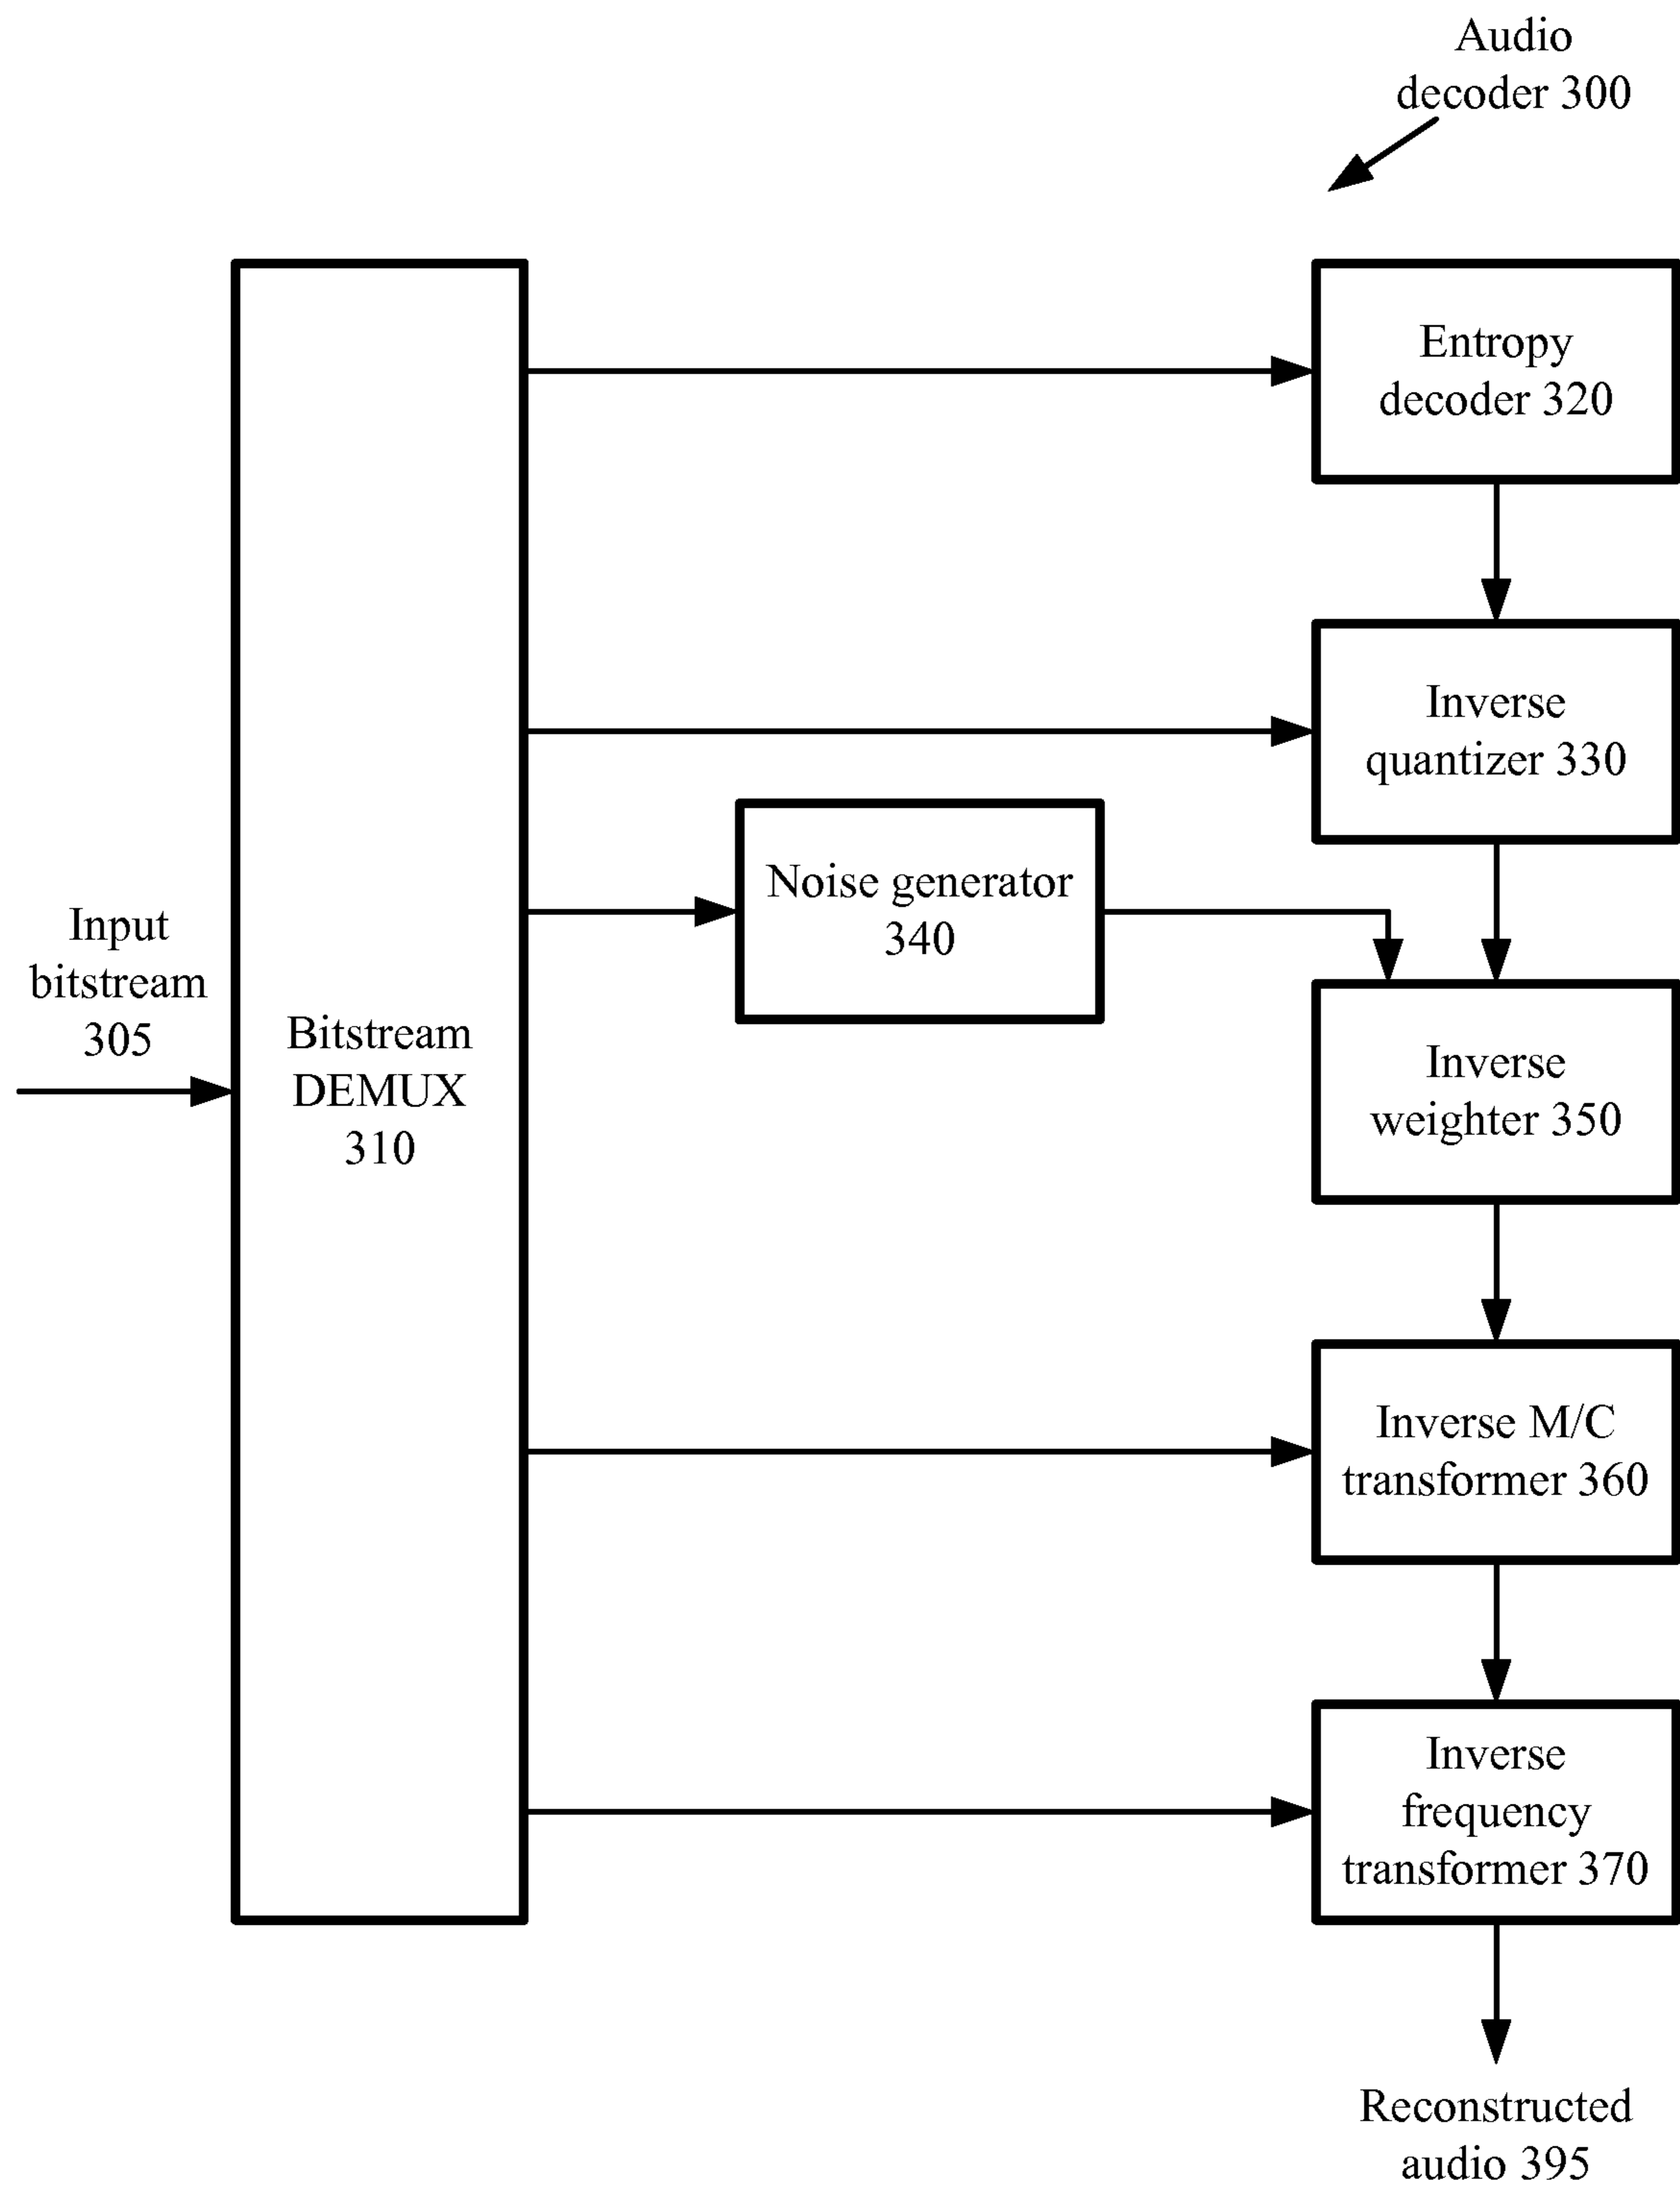 Audio
decoder 300
Entropy
decoder 320
Inverse
quantizer 330
Noise generator
340
Input
bitstream
305
Bitstream
DEMUX
310
Inverse
weighter 350
Inverse M/C
transformer 360
Inverse
frequency
transformer 370
Reconstructed
audio 395